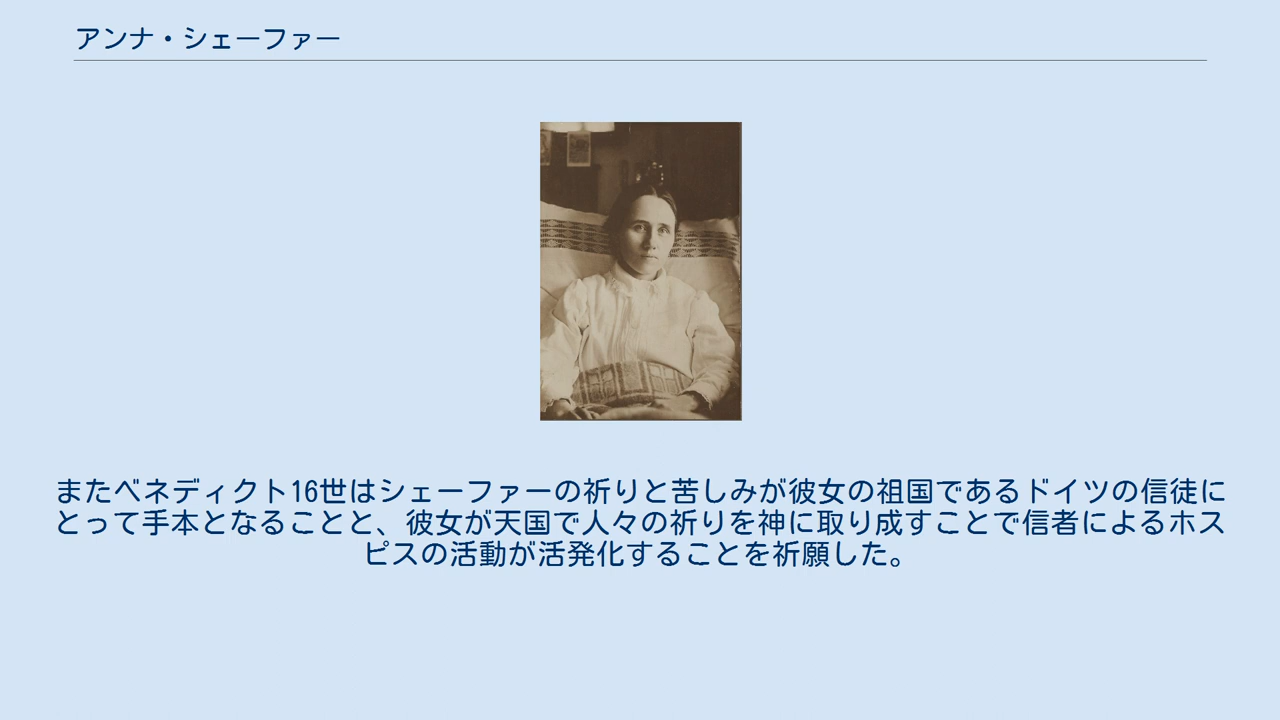 アンナ・シェーファー
またベネディクト16世はシェーファーの祈りと苦しみが彼女の祖国であるドイツの信徒に
とって手本となることと、彼女が天国で人々の祈りを神に取り成すことで信者によるホス
ピスの活動が活発化することを祈願した。